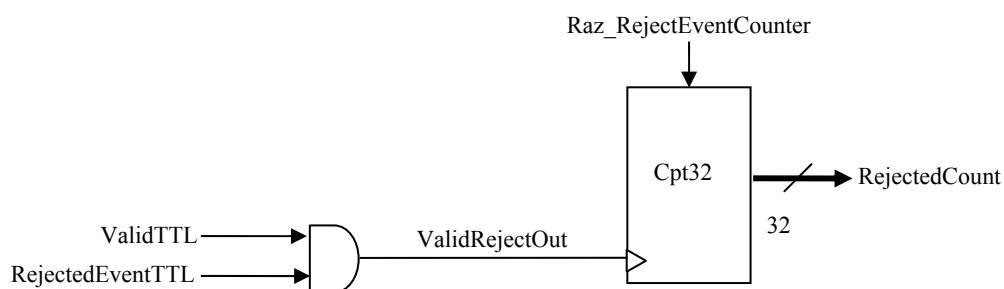 Raz_RejectEventCounter
Cpt32
RejectedCount
32
ValidTTL
ValidRejectOut
RejectedEventTTL